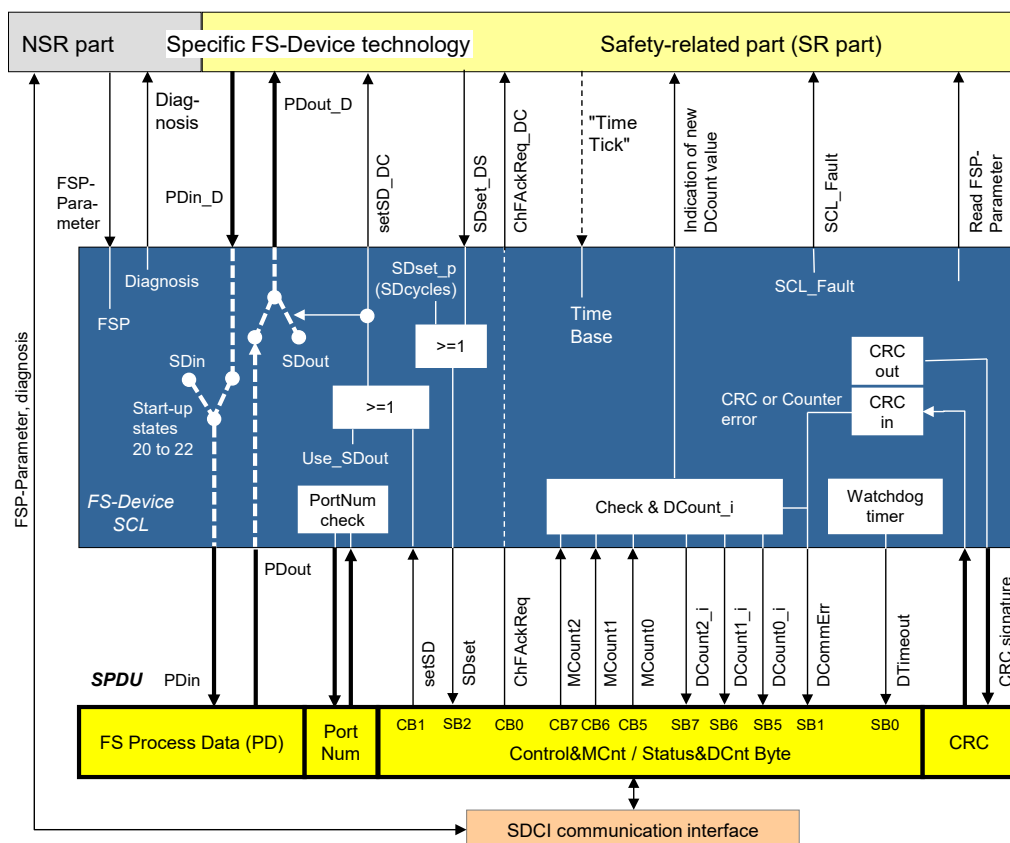 NSR part
Specific FS-Device technology
Safety-related part (SR part)
Diag-
nosis
PDout_D
"Time
Tick"
FSP-
Para-
meter
PDin_D
setSD_DC
SDset_DS
ChFAckReq_DC
Indication of new
DCount value
SCL_Fault
Read FSP-
Parameter
Diagnosis
FSP
SDset_p
(SDcycles)
Time
Base
SCL_Fault
>=1
SDin
SDout
CRC
out
Start-up
states
20 to 22
>=1
CRC or Counter
error
CRC
in
Use_SDout
FS-Device
SCL
PortNum
check
Check & DCount_i
Watchdog
timer
FSP-Parameter, diagnosis
PDout
SPDU
PDin
setSD
SDset
ChFAckReq
MCount2
MCount1
MCount0
DCount2_i
DCount1_i
DCount0_i
DCommErr
DTimeout
CRC signature
FS Process Data (PD)
Port
Num
CB1
SB2
CB0
CB7
CB6
CB5
SB7
SB6
SB5
SB1
SB0
Control&MCnt / Status&DCnt Byte
CRC
SDCI communication interface